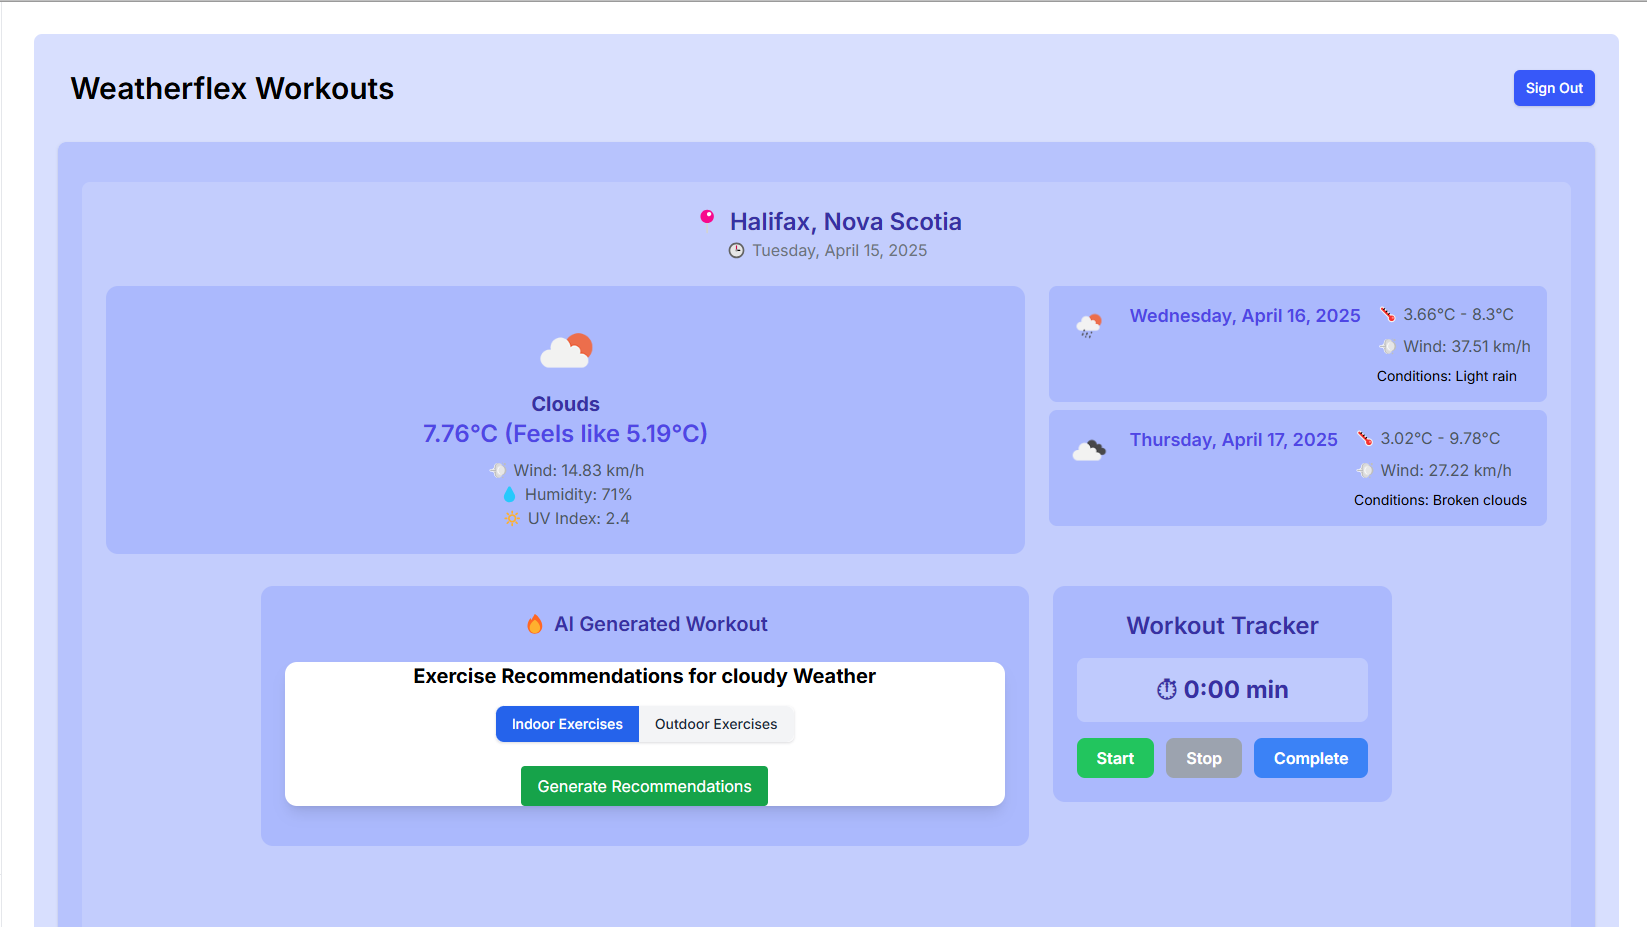 Weatherflex Workouts
Sign Out
Halifax, Nova Scotia
Tuesday, April 15, 2025
Clouds
7.76°C (Feels like 5.19°C)
Wind: 14.83 km/h
Humidity: 71%
UV Index: 2.4
Wednesday, April 16, 2025
3.66°C - 8.3°C
Wind: 37.51 km/h
Conditions: Light rain
Thursday, April 17, 2025
3.02°C - 9.78°C
Wind: 27.22 km/h
Conditions: Broken clouds
AI Generated Workout
Exercise Recommendations for cloudy Weather
Indoor Exercises
Outdoor Exercises
Generate Recommendations
Workout Tracker
0:00 min
Start
Stop
Complete